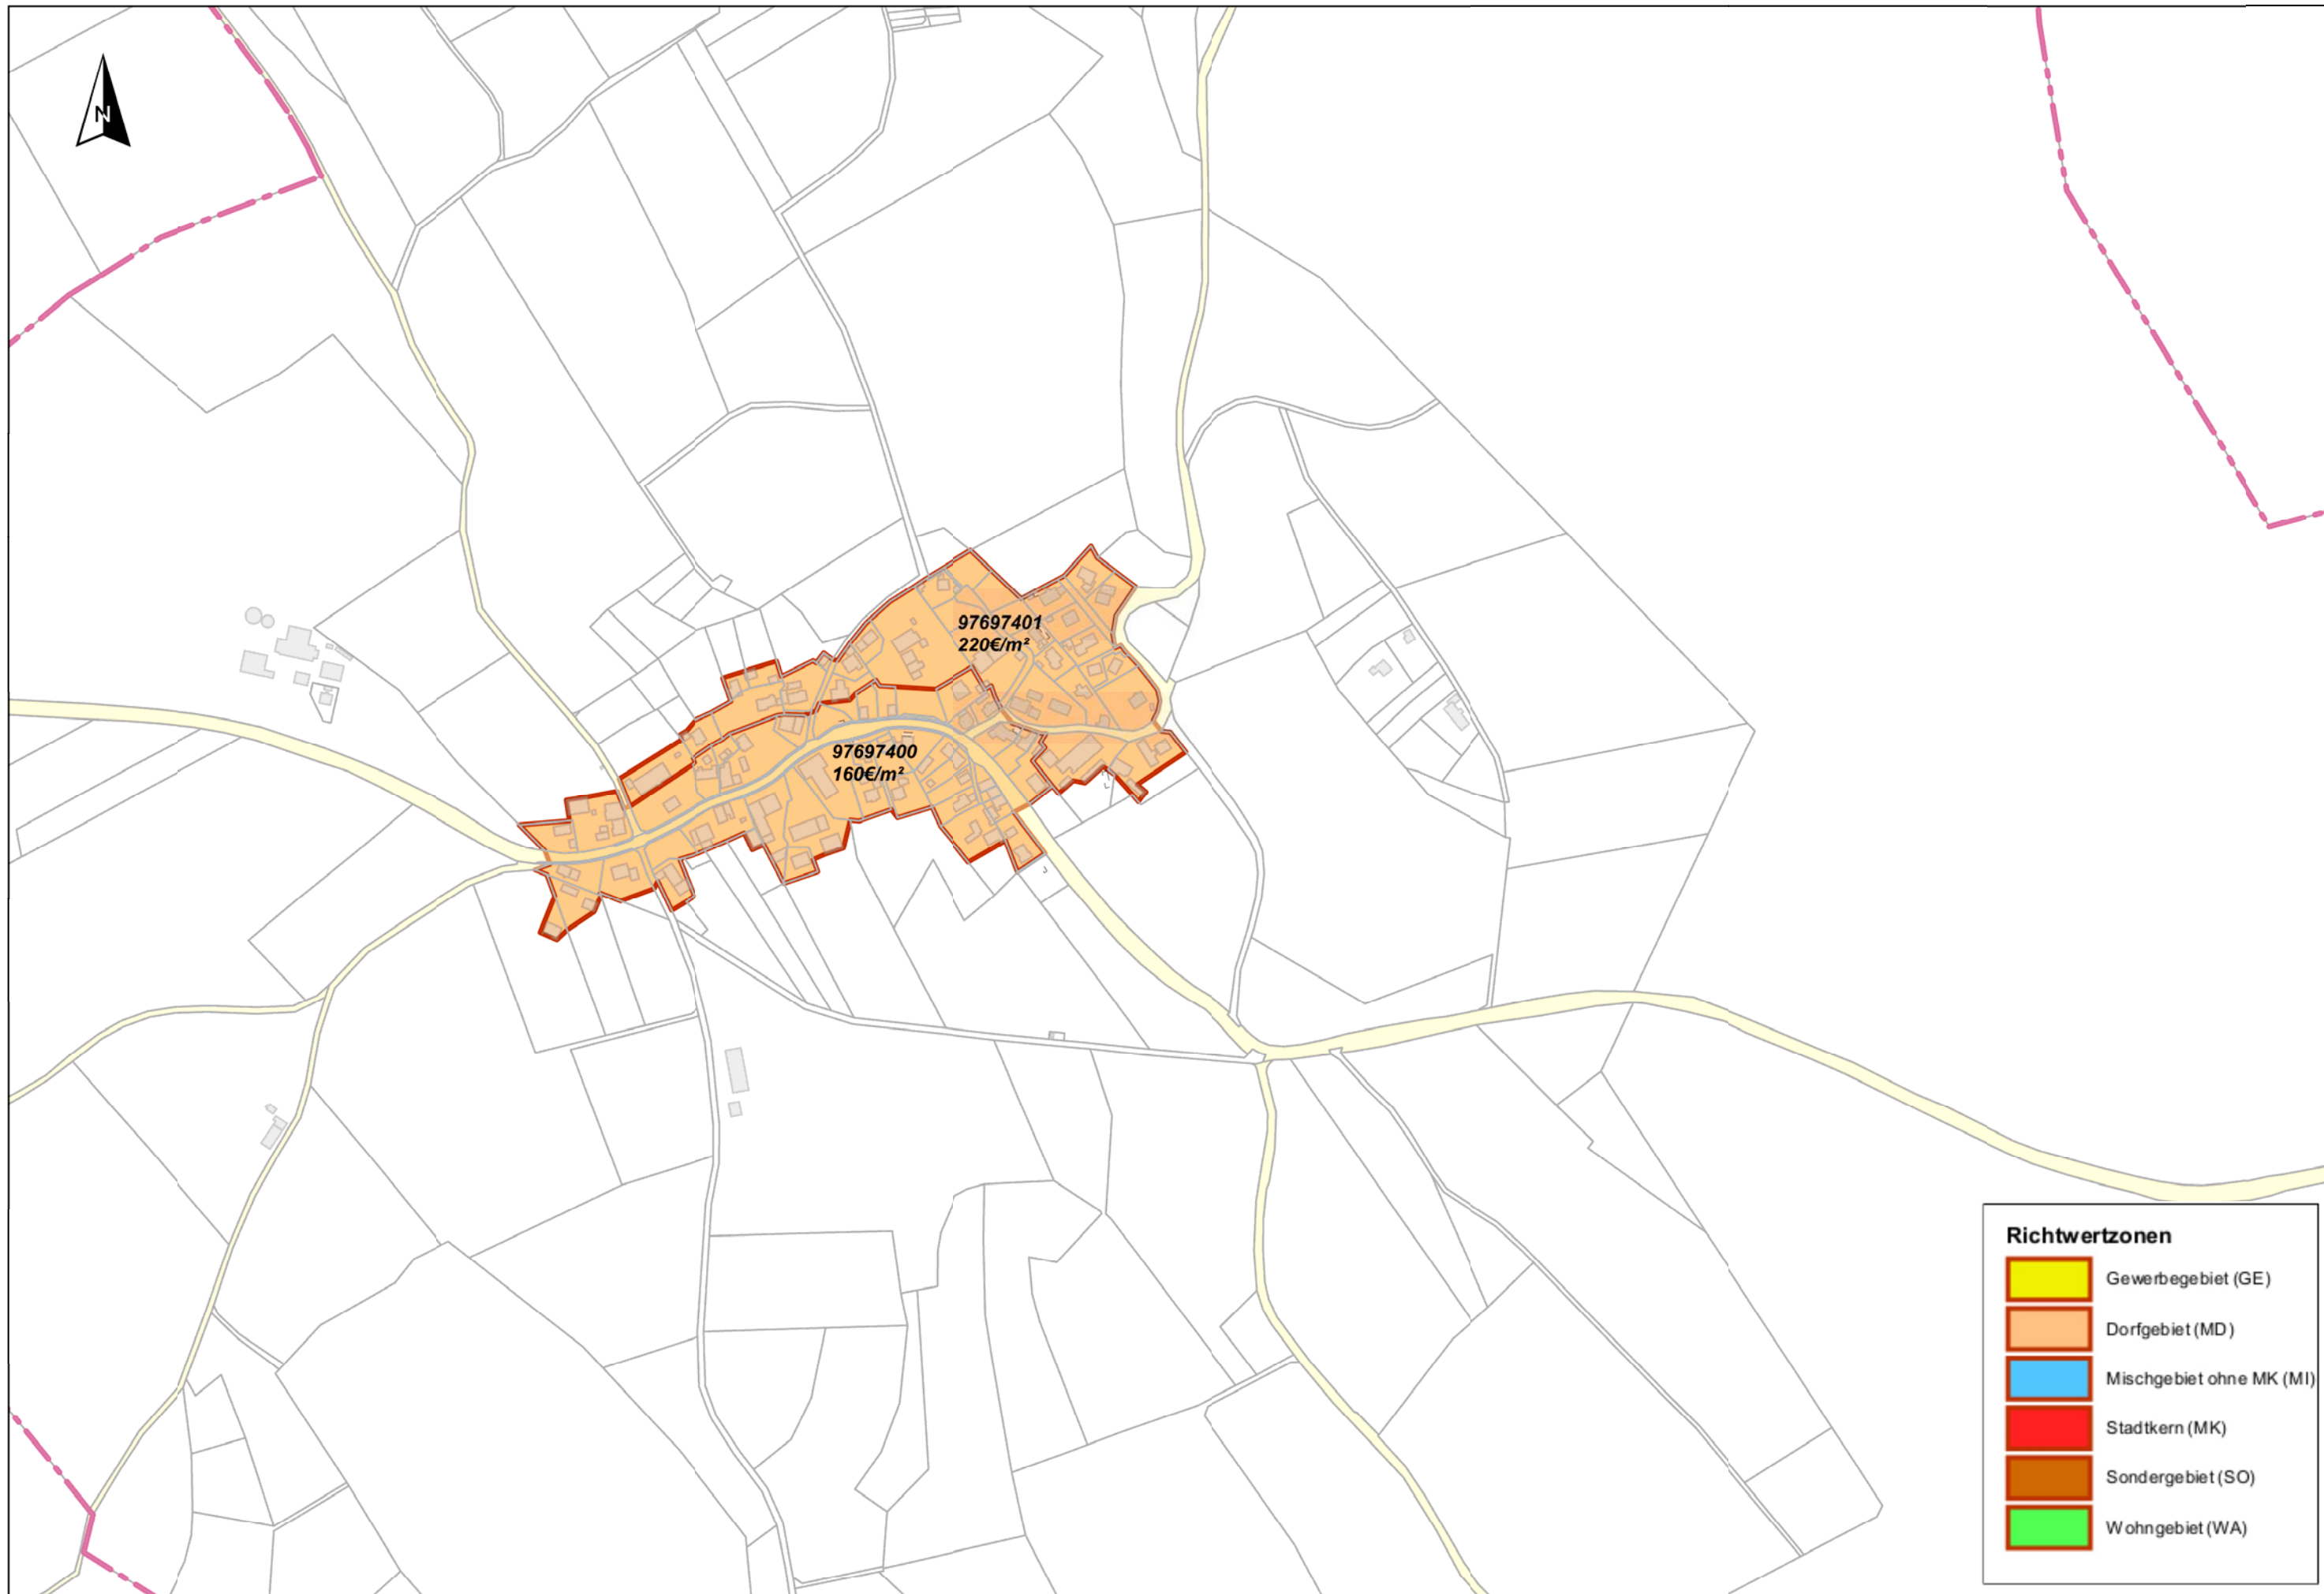 N
97697401
220€/m²
97697400
160€/m²
Richtwertzonen
Gewerbegebiet (GE)
Dorfgebiet (MD)
Mischgebiet ohne MK (MI)
Stadtkern (MK)
Sondergebiet (SO)
Wohngebiet (WA)